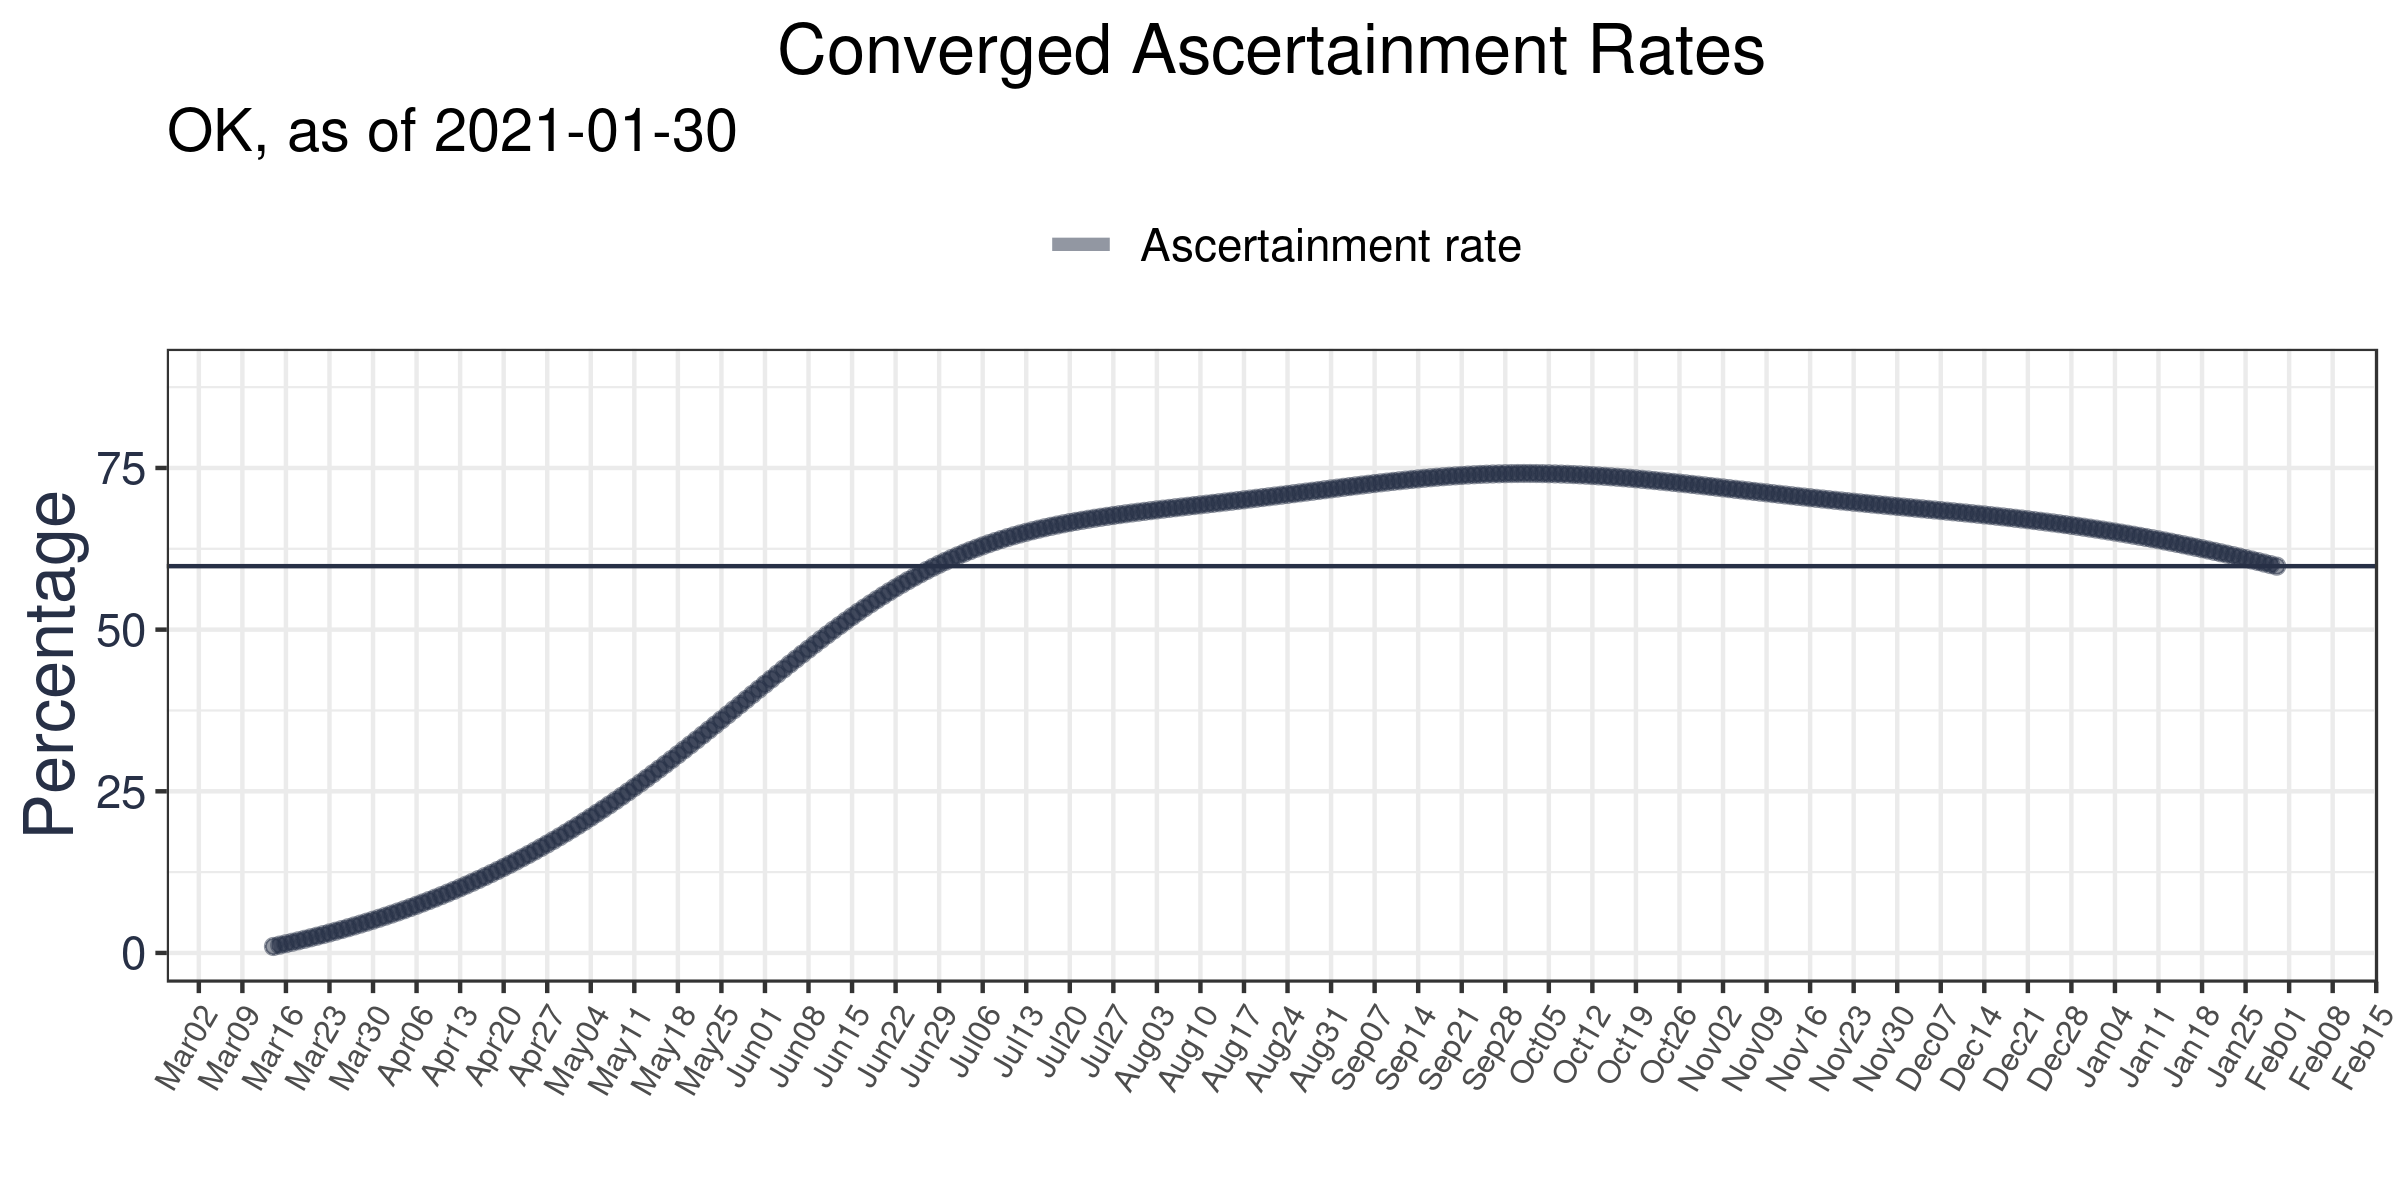 Converged Ascertainment Rates
OK, as of 2021-01-30
Ascertainment rate
Percentage
75
50
25
0
Mar02
Mar09
Mar16
Mar23
Mar30
Apr06
Apr13
Apr20
Apr27
May04
May11
May18
May25
Jun01
Jun08
Jun15
Jun22
Jun29
Jul06
Jul13
Jul20
Jul27
Aug03
Aug10
Aug17
Aug24
Aug31
Sep07
Sep14
Sep21
Sep28
Oct05
Oct12
Oct19
Oct26
Nov02
Nov09
Nov16
Nov23
Nov30
Dec07
Dec14
Dec21
Dec28
Jan04
Jan11
Jan18
Jan25
Feb01
Feb08
Feb15